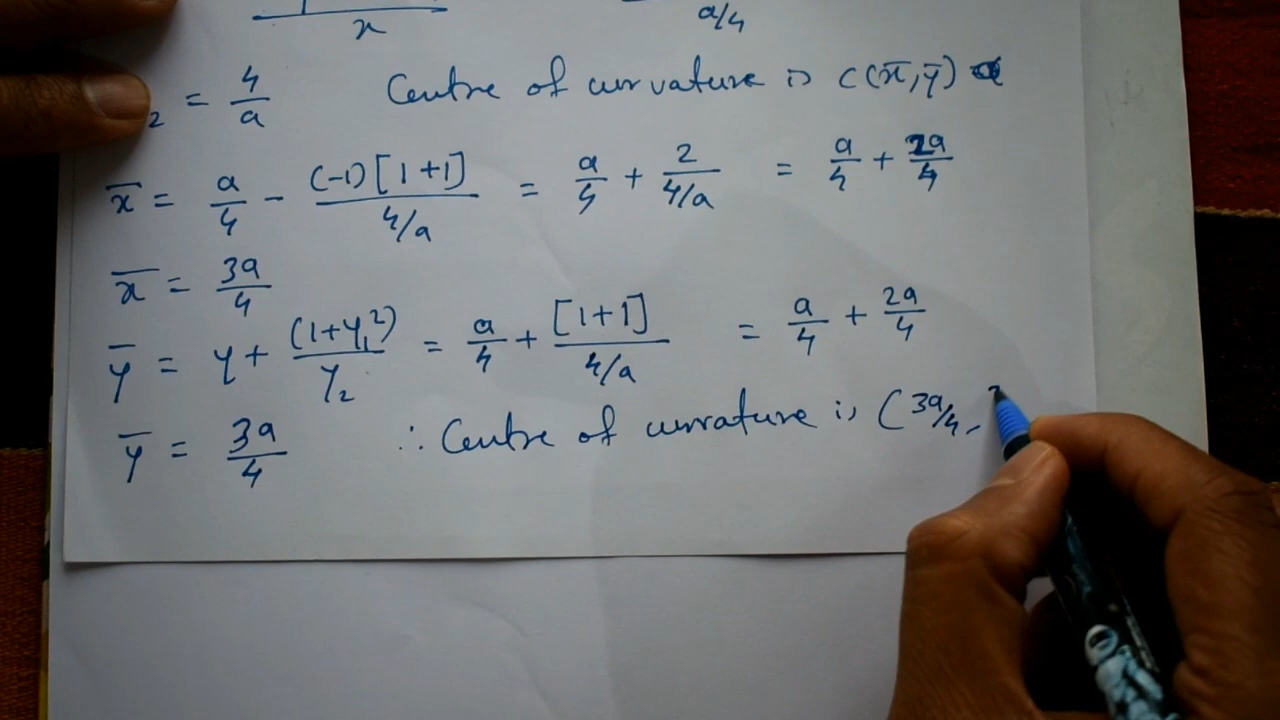 x a/4
2 = 4/a Centre of curvature is C(x̅, y̅)
x̅ = a/4 - (-1)[1+1] / 4/a = a/4 + 2 / 4/a = a/4 + 2a/4
x̅ = 3a/4
y̅ = y + (1+y₁²) / y₂ = a/4 + [1+1] / 4/a = a/4 + 2a/4
y̅ = 3a/4 ∴ Centre of curvature is (3a/4,